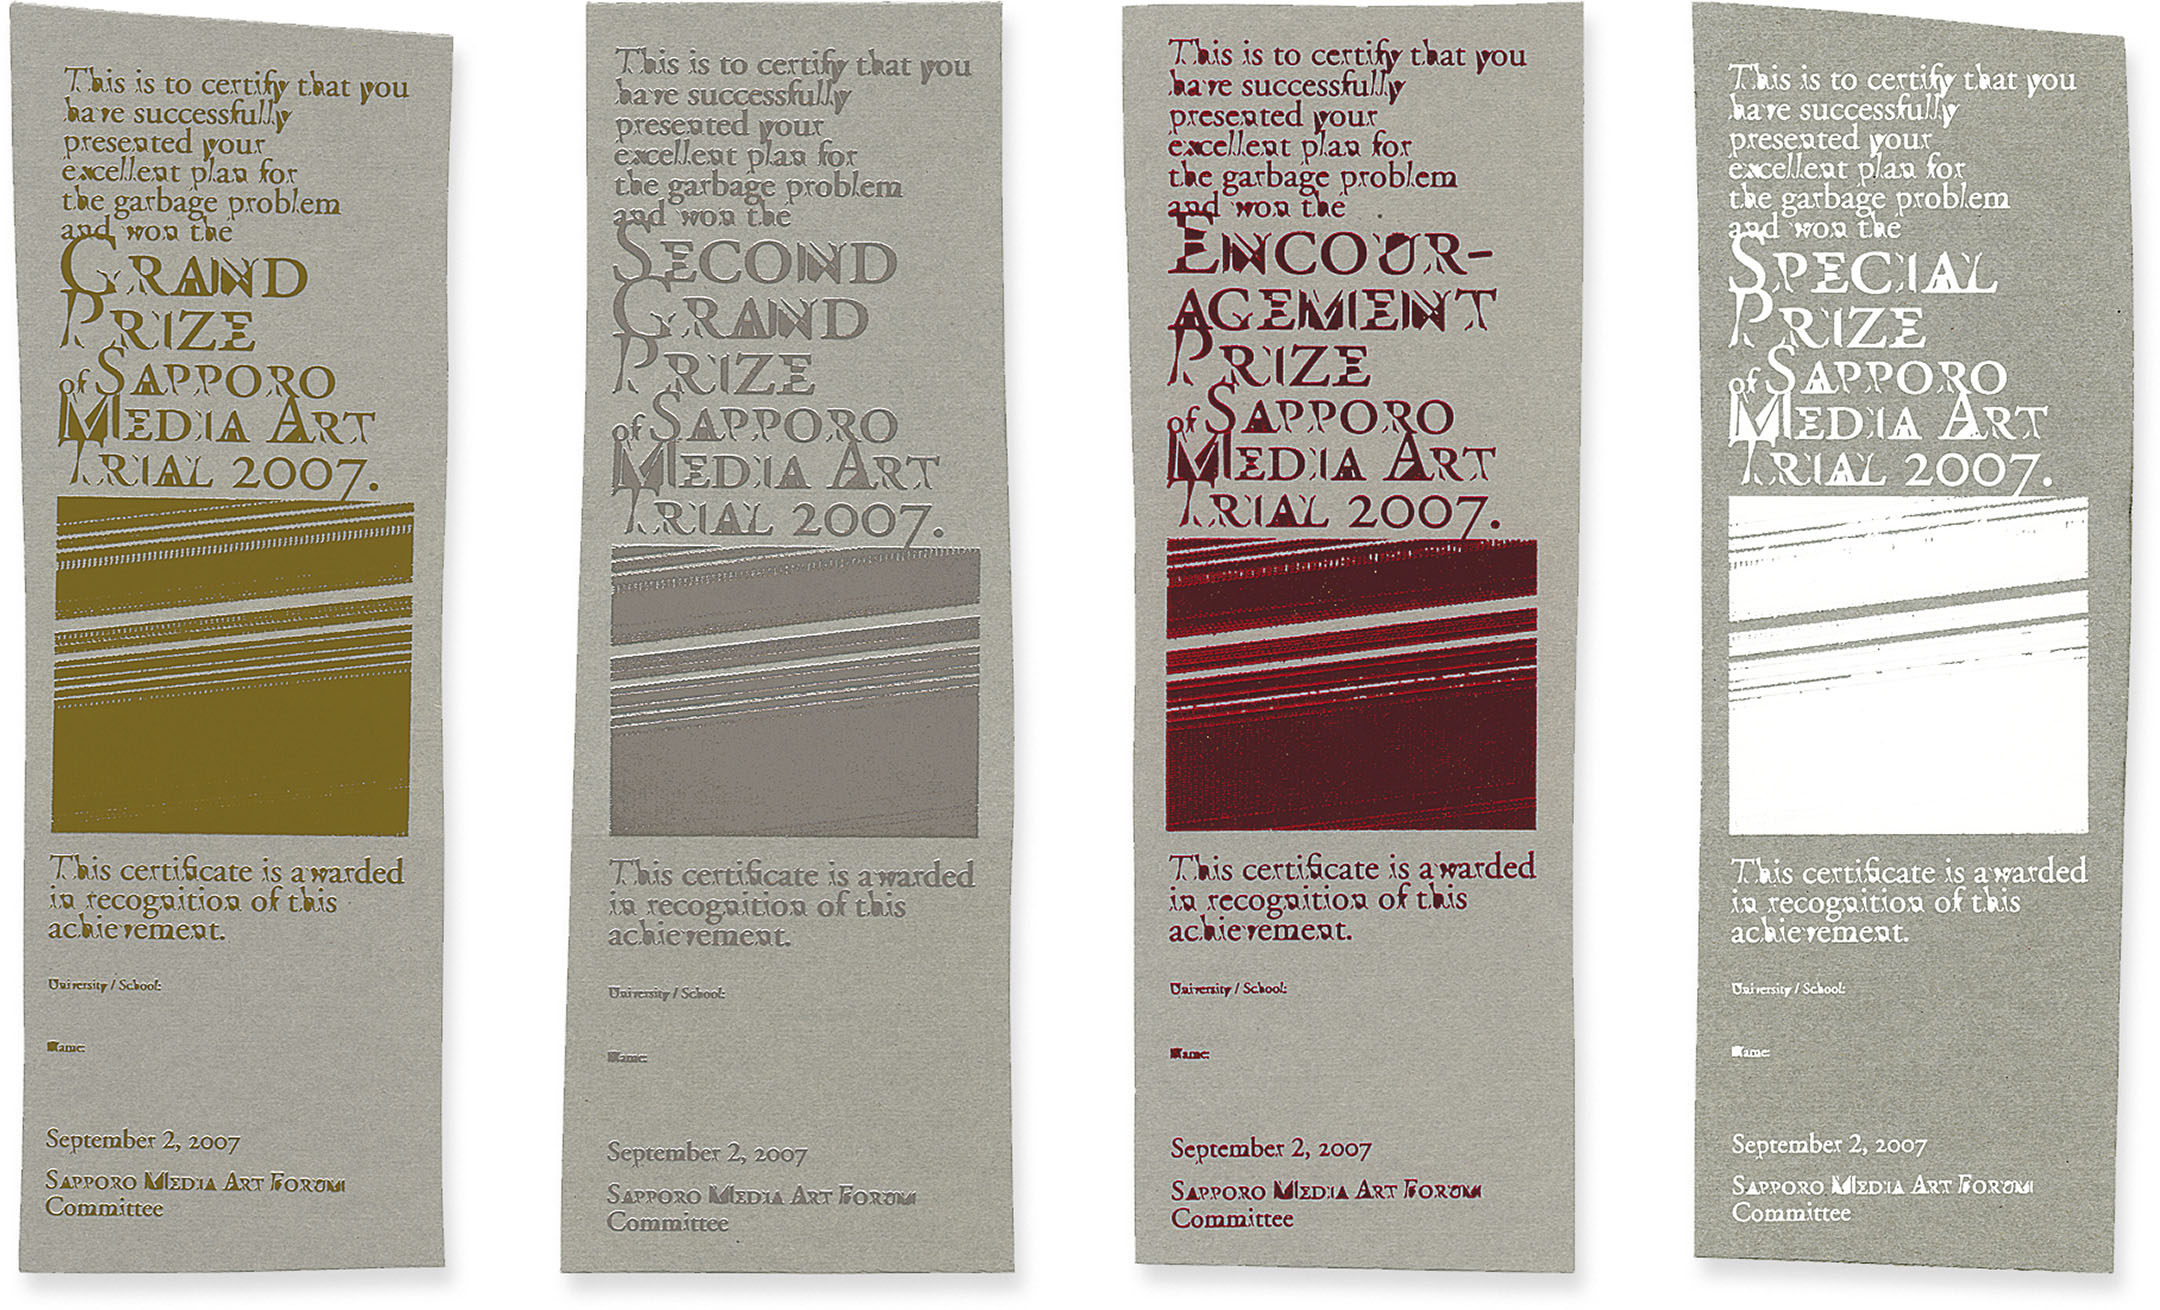 This is to certify that you
have successfully
presented your
excellent plan for
the garbage problem
and won the
GRAND
PRIZE
of SAPPORO
MEDIA ART
TRIAL 2007.
This certificate is awarded
in recognition of this
achievement.
University / School:
Name:
September 2, 2007
SAPPORO MEDIA ART FORUM
Committee
This is to certify that you
have successfully
presented your
excellent plan for
the garbage problem
and won the
SECOND
GRAND
PRIZE
of SAPPORO
MEDIA ART
TRIAL 2007.
This certificate is awarded
in recognition of this
achievement.
University / School:
Name:
September 2, 2007
SAPPORO MEDIA ART FORUM
Committee
This is to certify that you
have successfully
presented your
excellent plan for
the garbage problem
and won the
ENCOUR-
AGEMENT
PRIZE
of SAPPORO
MEDIA ART
TRIAL 2007.
This certificate is awarded
in recognition of this
achievement.
University / School:
Name:
September 2, 2007
SAPPORO MEDIA ART FORUM
Committee
This is to certify that you
have successfully
presented your
excellent plan for
the garbage problem
and won the
SPECIAL
PRIZE
of SAPPORO
MEDIA ART
TRIAL 2007.
This certificate is awarded
in recognition of this
achievement.
University / School:
Name:
September 2, 2007
SAPPORO MEDIA ART FORUM
Committee